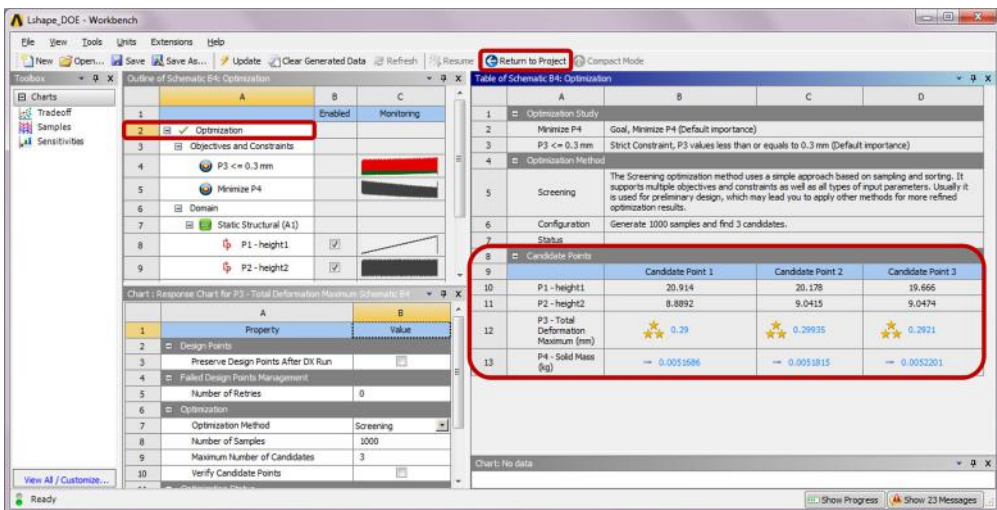 Lshape_DOE - Workbench
File View Tools Units Extensions Help
New Open... Save Save As... Update Clear Generated Data Refresh Resume Return to Project Compact Mode
Toolbox
Charts
Tradeoff
Samples
Sensitivities
View All / Customize...
Outline of Schematic B4: Optimization
A B C
1 Enabled Monitoring
2 Optimization
3 Objectives and Constraints
4 P3 <= 0.3 mm
5 Minimize P4
6 Domain
7 Static Structural (A1)
8 P1 - height1
9 P2 - height2
Chart : Response Chart for P3 - Total Deformation Maximum Schematic B4
A B
1 Property Value
2 Design Points
3 Preserve Design Points After DX Run
4 Failed Design Points Management
5 Number of Retries 0
6 Optimization
7 Optimization Method Screening
8 Number of Samples 1000
9 Maximum Number of Candidates 3
10 Verify Candidate Points
Table of Schematic B4: Optimization
A B C D
1 Optimization Study
2 Minimize P4 Goal, Minimize P4 (Default importance)
3 P3 <= 0.3 mm Strict Constraint, P3 values less than or equals to 0.3 mm (Default importance)
4 Optimization Method
5 Screening
The Screening optimization method uses a simple approach based on sampling and sorting. It
supports multiple objectives and constraints as well as all types of input parameters. Usually it
is used for preliminary design, which may lead you to apply other methods for more refined
optimization results.
6 Configuration Generate 1000 samples and find 3 candidates.
7 Status
8 Candidate Points
9 Candidate Point 1 Candidate Point 2 Candidate Point 3
10 P1 - height1 20.914 20.178 19.666
11 P2 - height2 8.8892 9.0415 9.0474
12 P3 - Total
Deformation
Maximum (mm)
0.29 0.29935 0.2921
13 P4 - Solid Mass
(kg)
0.0051686 0.0051815 0.0052201
Chart: No data
Ready
Show Progress Show 23 Messages